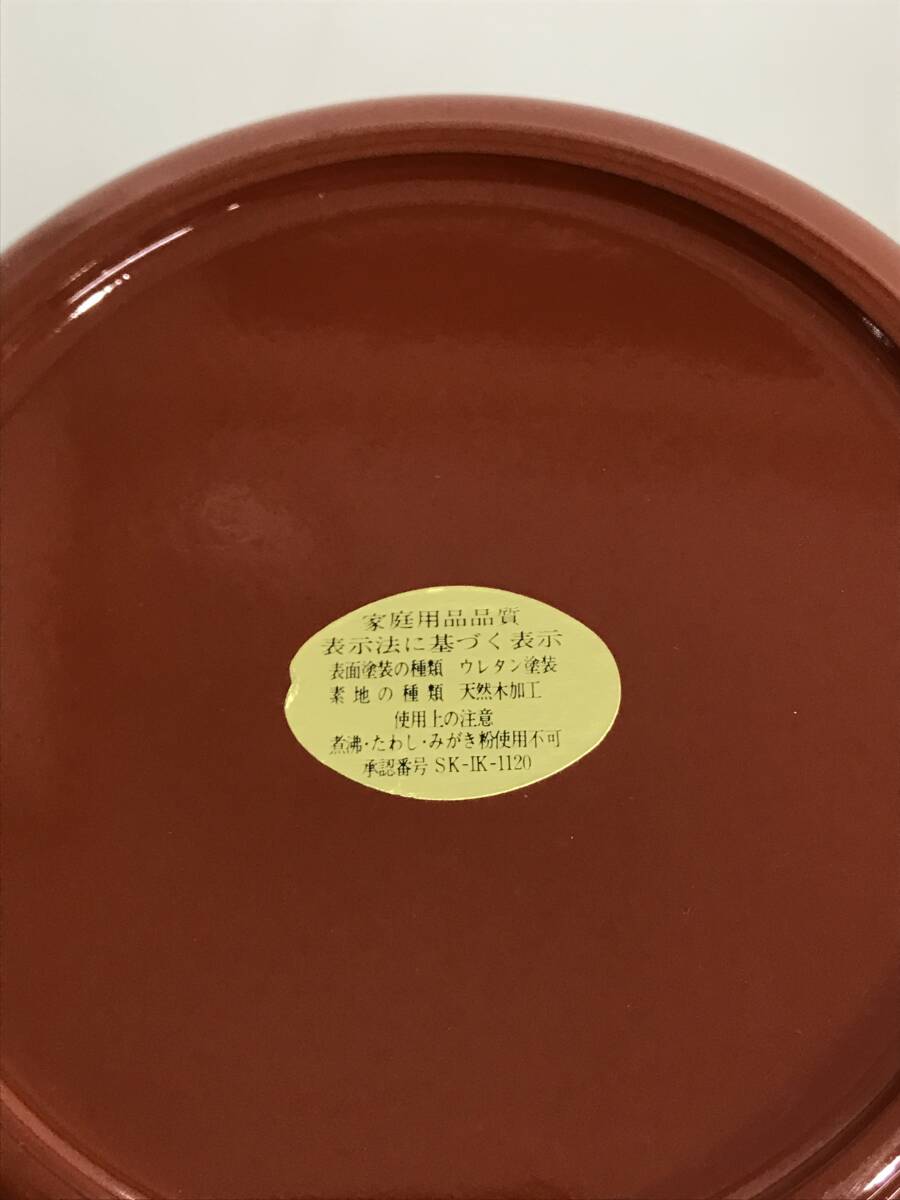 家庭用品品質
表示法に基づく表示
表面塗装の種類　ウレタン塗装
素地の種類　天然木加工
使用上の注意
煮沸・たわし・みがき粉使用不可
承認番号 SK-IK-1120